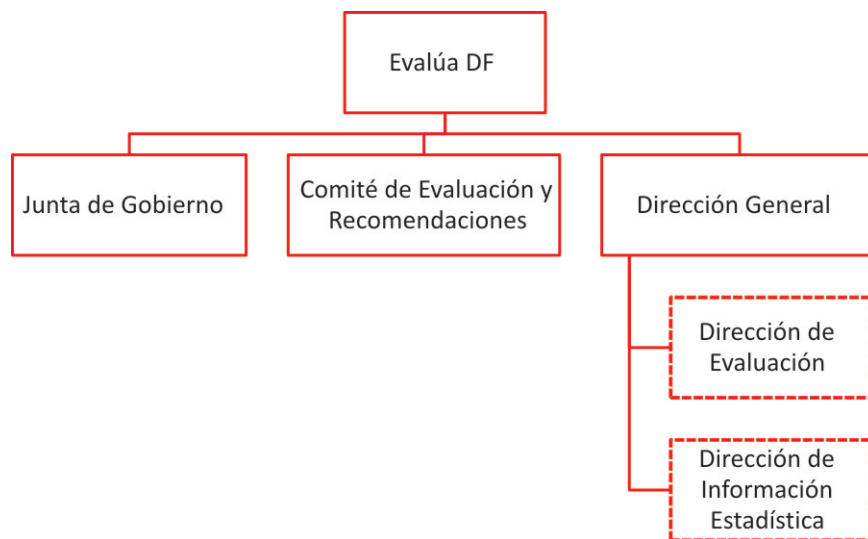 Evalúa DF
Junta de Gobierno
Comité de Evaluación y
Recomendaciones
Dirección General
Dirección de
Evaluación
Dirección de
Información
Estadística